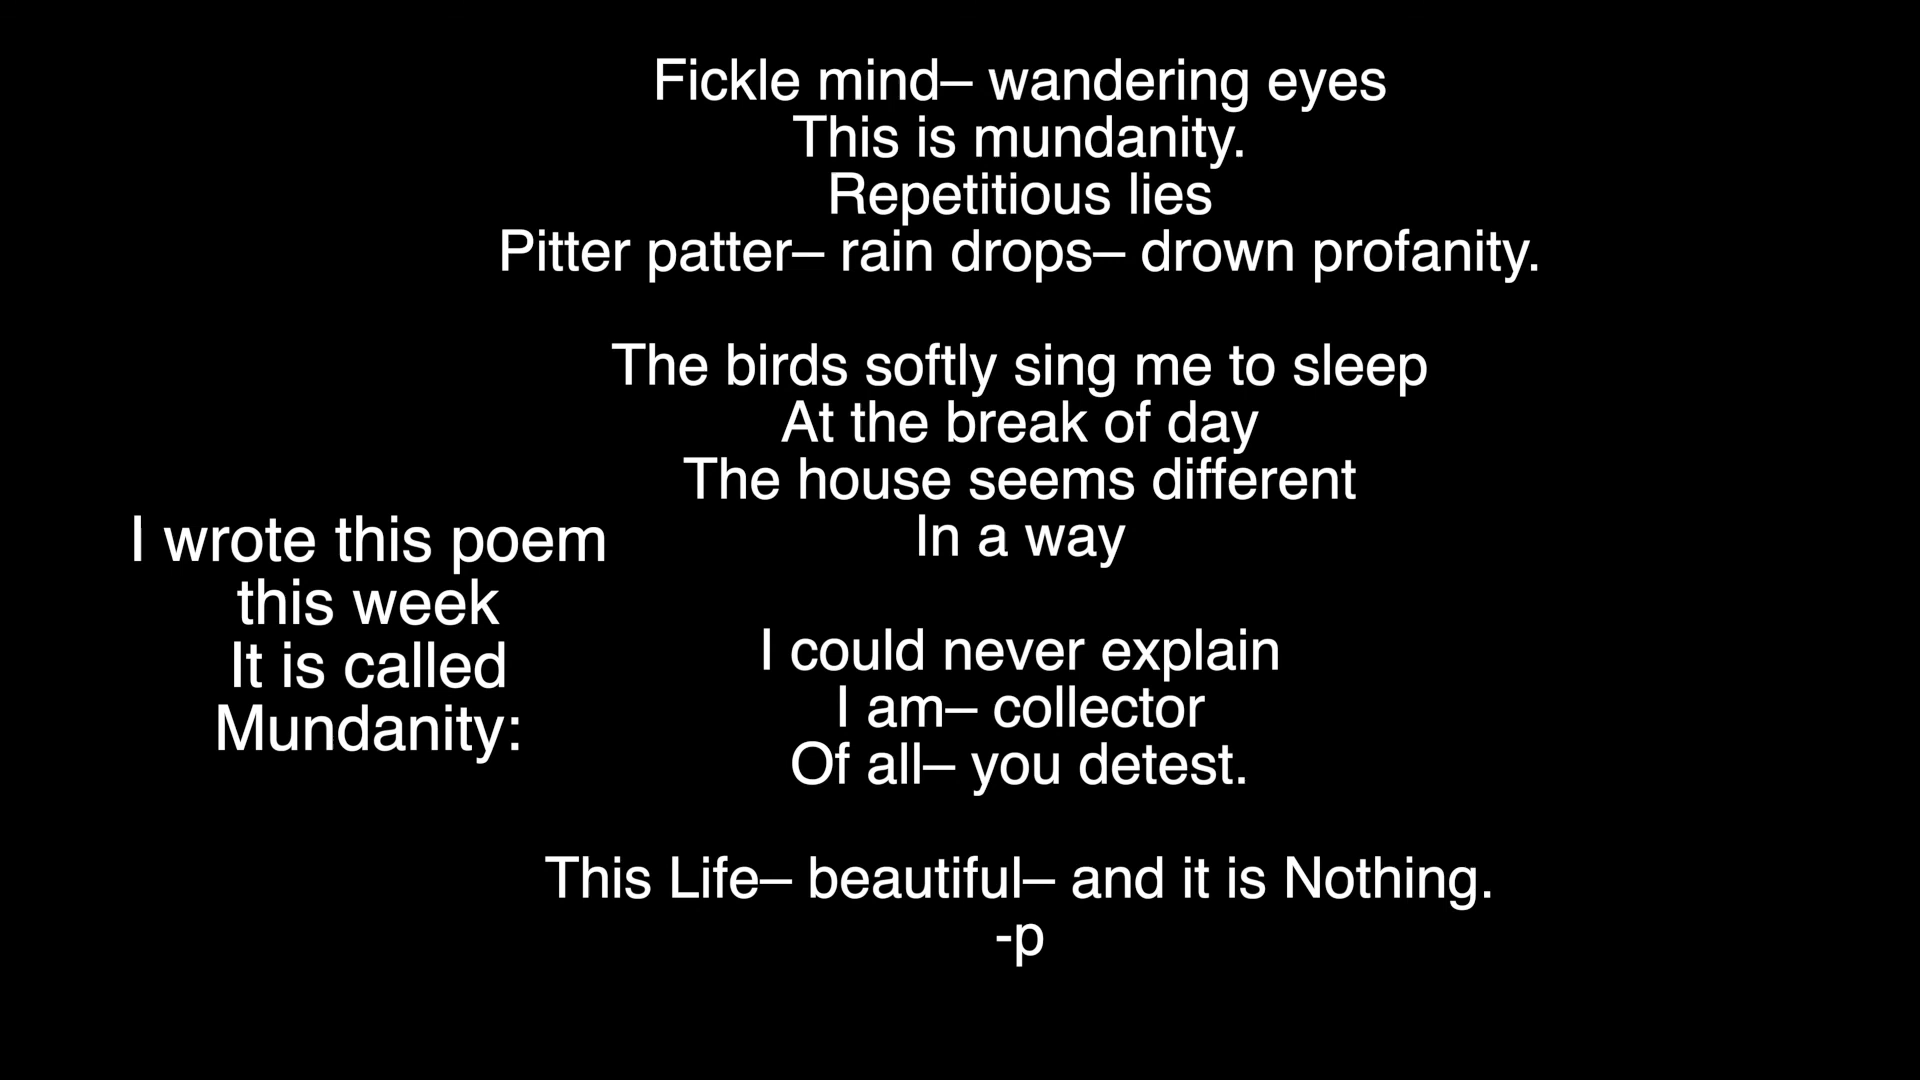 I wrote this poem
this week
It is called
Mundanity:
Fickle mind– wandering eyes
This is mundanity.
Repetitious lies
Pitter patter– rain drops– drown profanity.
The birds softly sing me to sleep
At the break of day
The house seems different
In a way
I could never explain
I am– collector
Of all– you detest.
This Life– beautiful– and it is Nothing.
-p